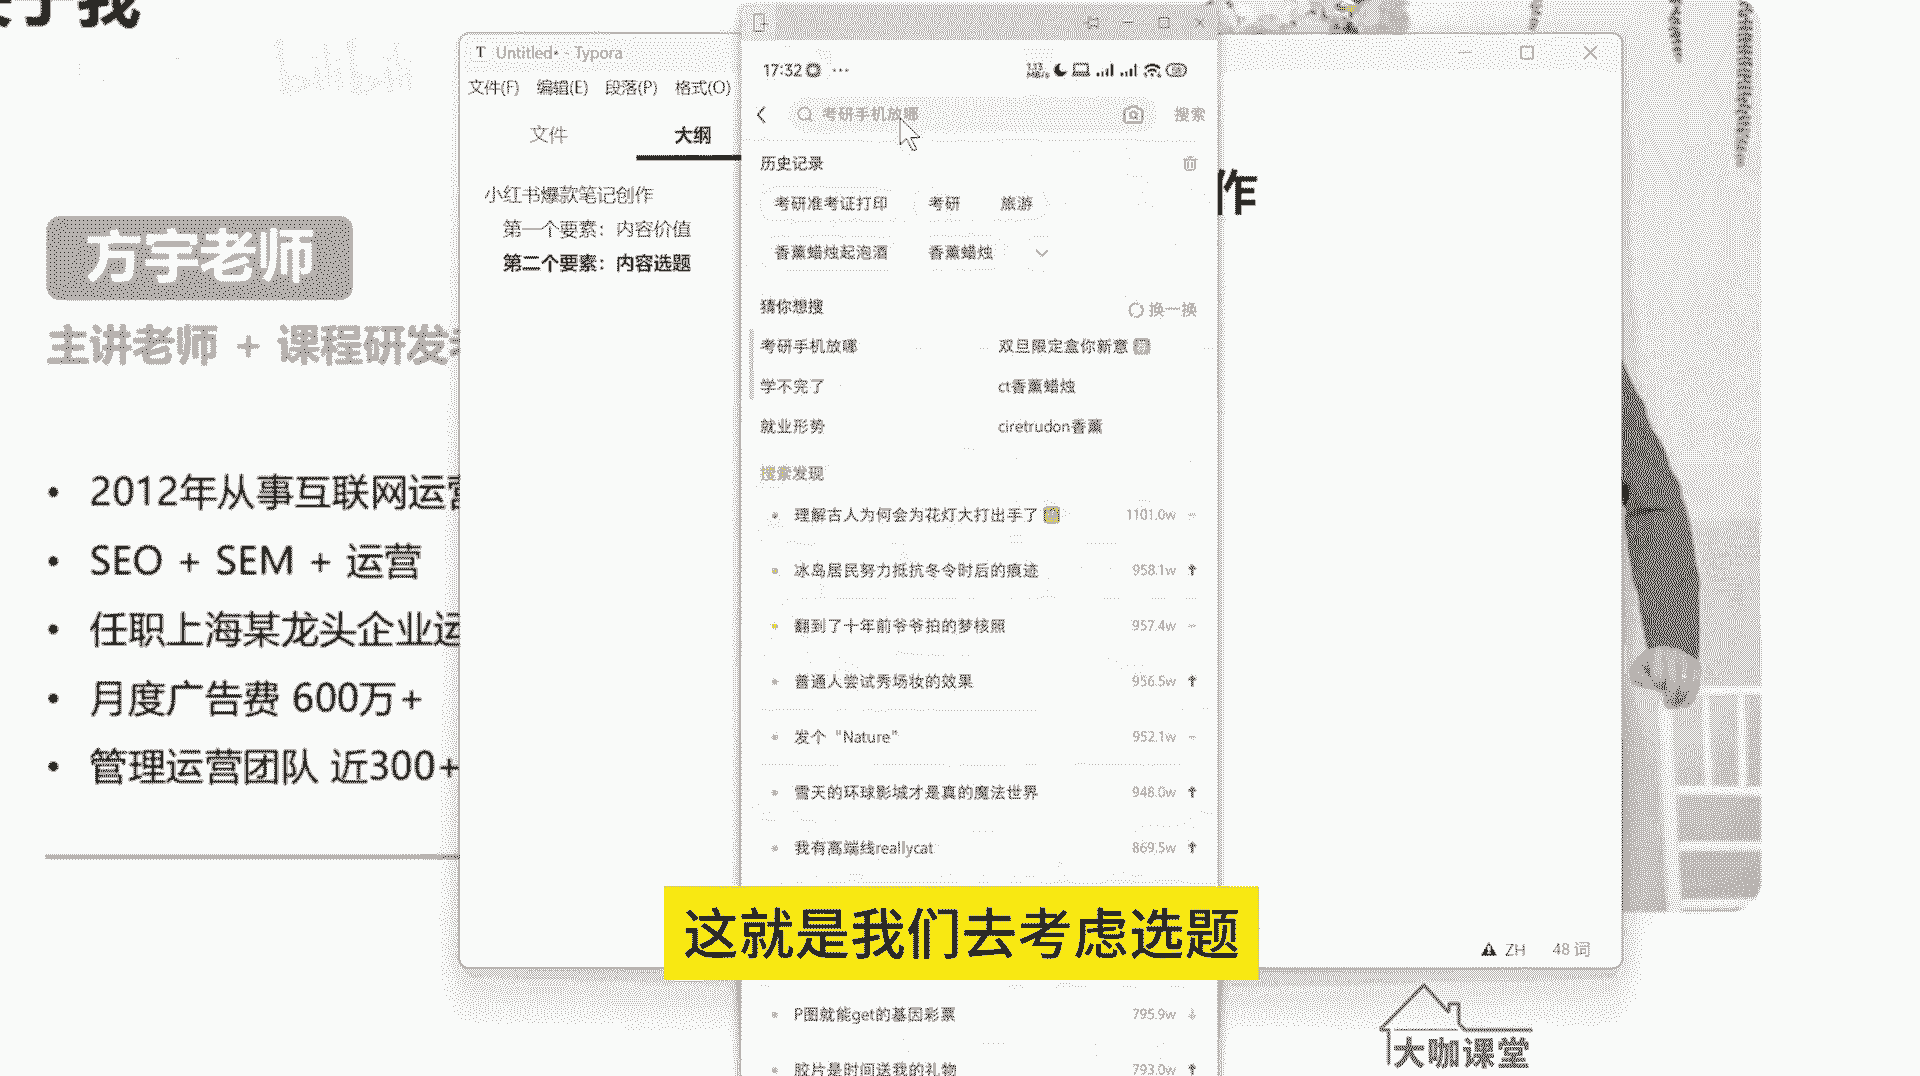 关于我
bilibili
方宇老师
主讲老师 + 课程研发
2012年从事互联网运营
SEO + SEM + 运营
任职上海某龙头企业运
月度广告费 600万+
管理运营团队 近300+
T Untitled• - Typora
文件(F) 编辑(E) 段落(P) 格式(O)
文件 大纲
小红书爆款笔记创作
第一个要素：内容价值
第二个要素：内容选题
作
17:32
考研手机放哪 搜索
历史记录
考研准考证打印 考研 旅游
香薰蜡烛起泡酒 香薰蜡烛
猜你想搜 换一换
考研手机放哪 双旦限定盒你新意
学不完了 ct香薰蜡烛
就业形势 ciretrudon香薰
搜索发现
理解古人为何会为花灯大打出手了 1101.0w
冰岛居民努力抵抗冬令时后的痕迹 958.1w
翻到了十年前爷爷拍的梦核照 957.4w
普通人尝试秀场妆的效果 956.5w
发个“Nature” 952.1w
雪天的环球影城才是真的魔法世界 948.0w
我有高端线reallycat 869.5w
这就是我们去考虑选题
P图就能get的基因彩票 795.9w
胶片是时间送我的礼物 793.0w
ZH 48 词
大咖课堂